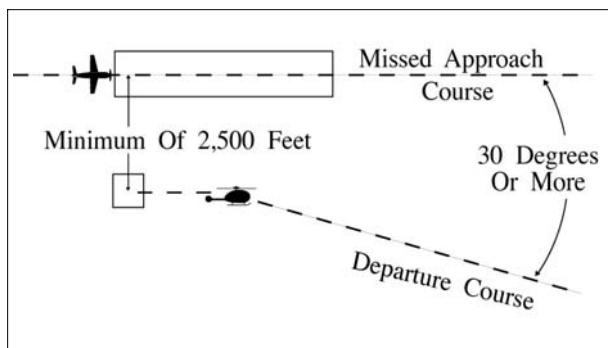 Missed Approach
Course
Minimum Of 2,500 Feet
30 Degrees
Or More
Departure Course